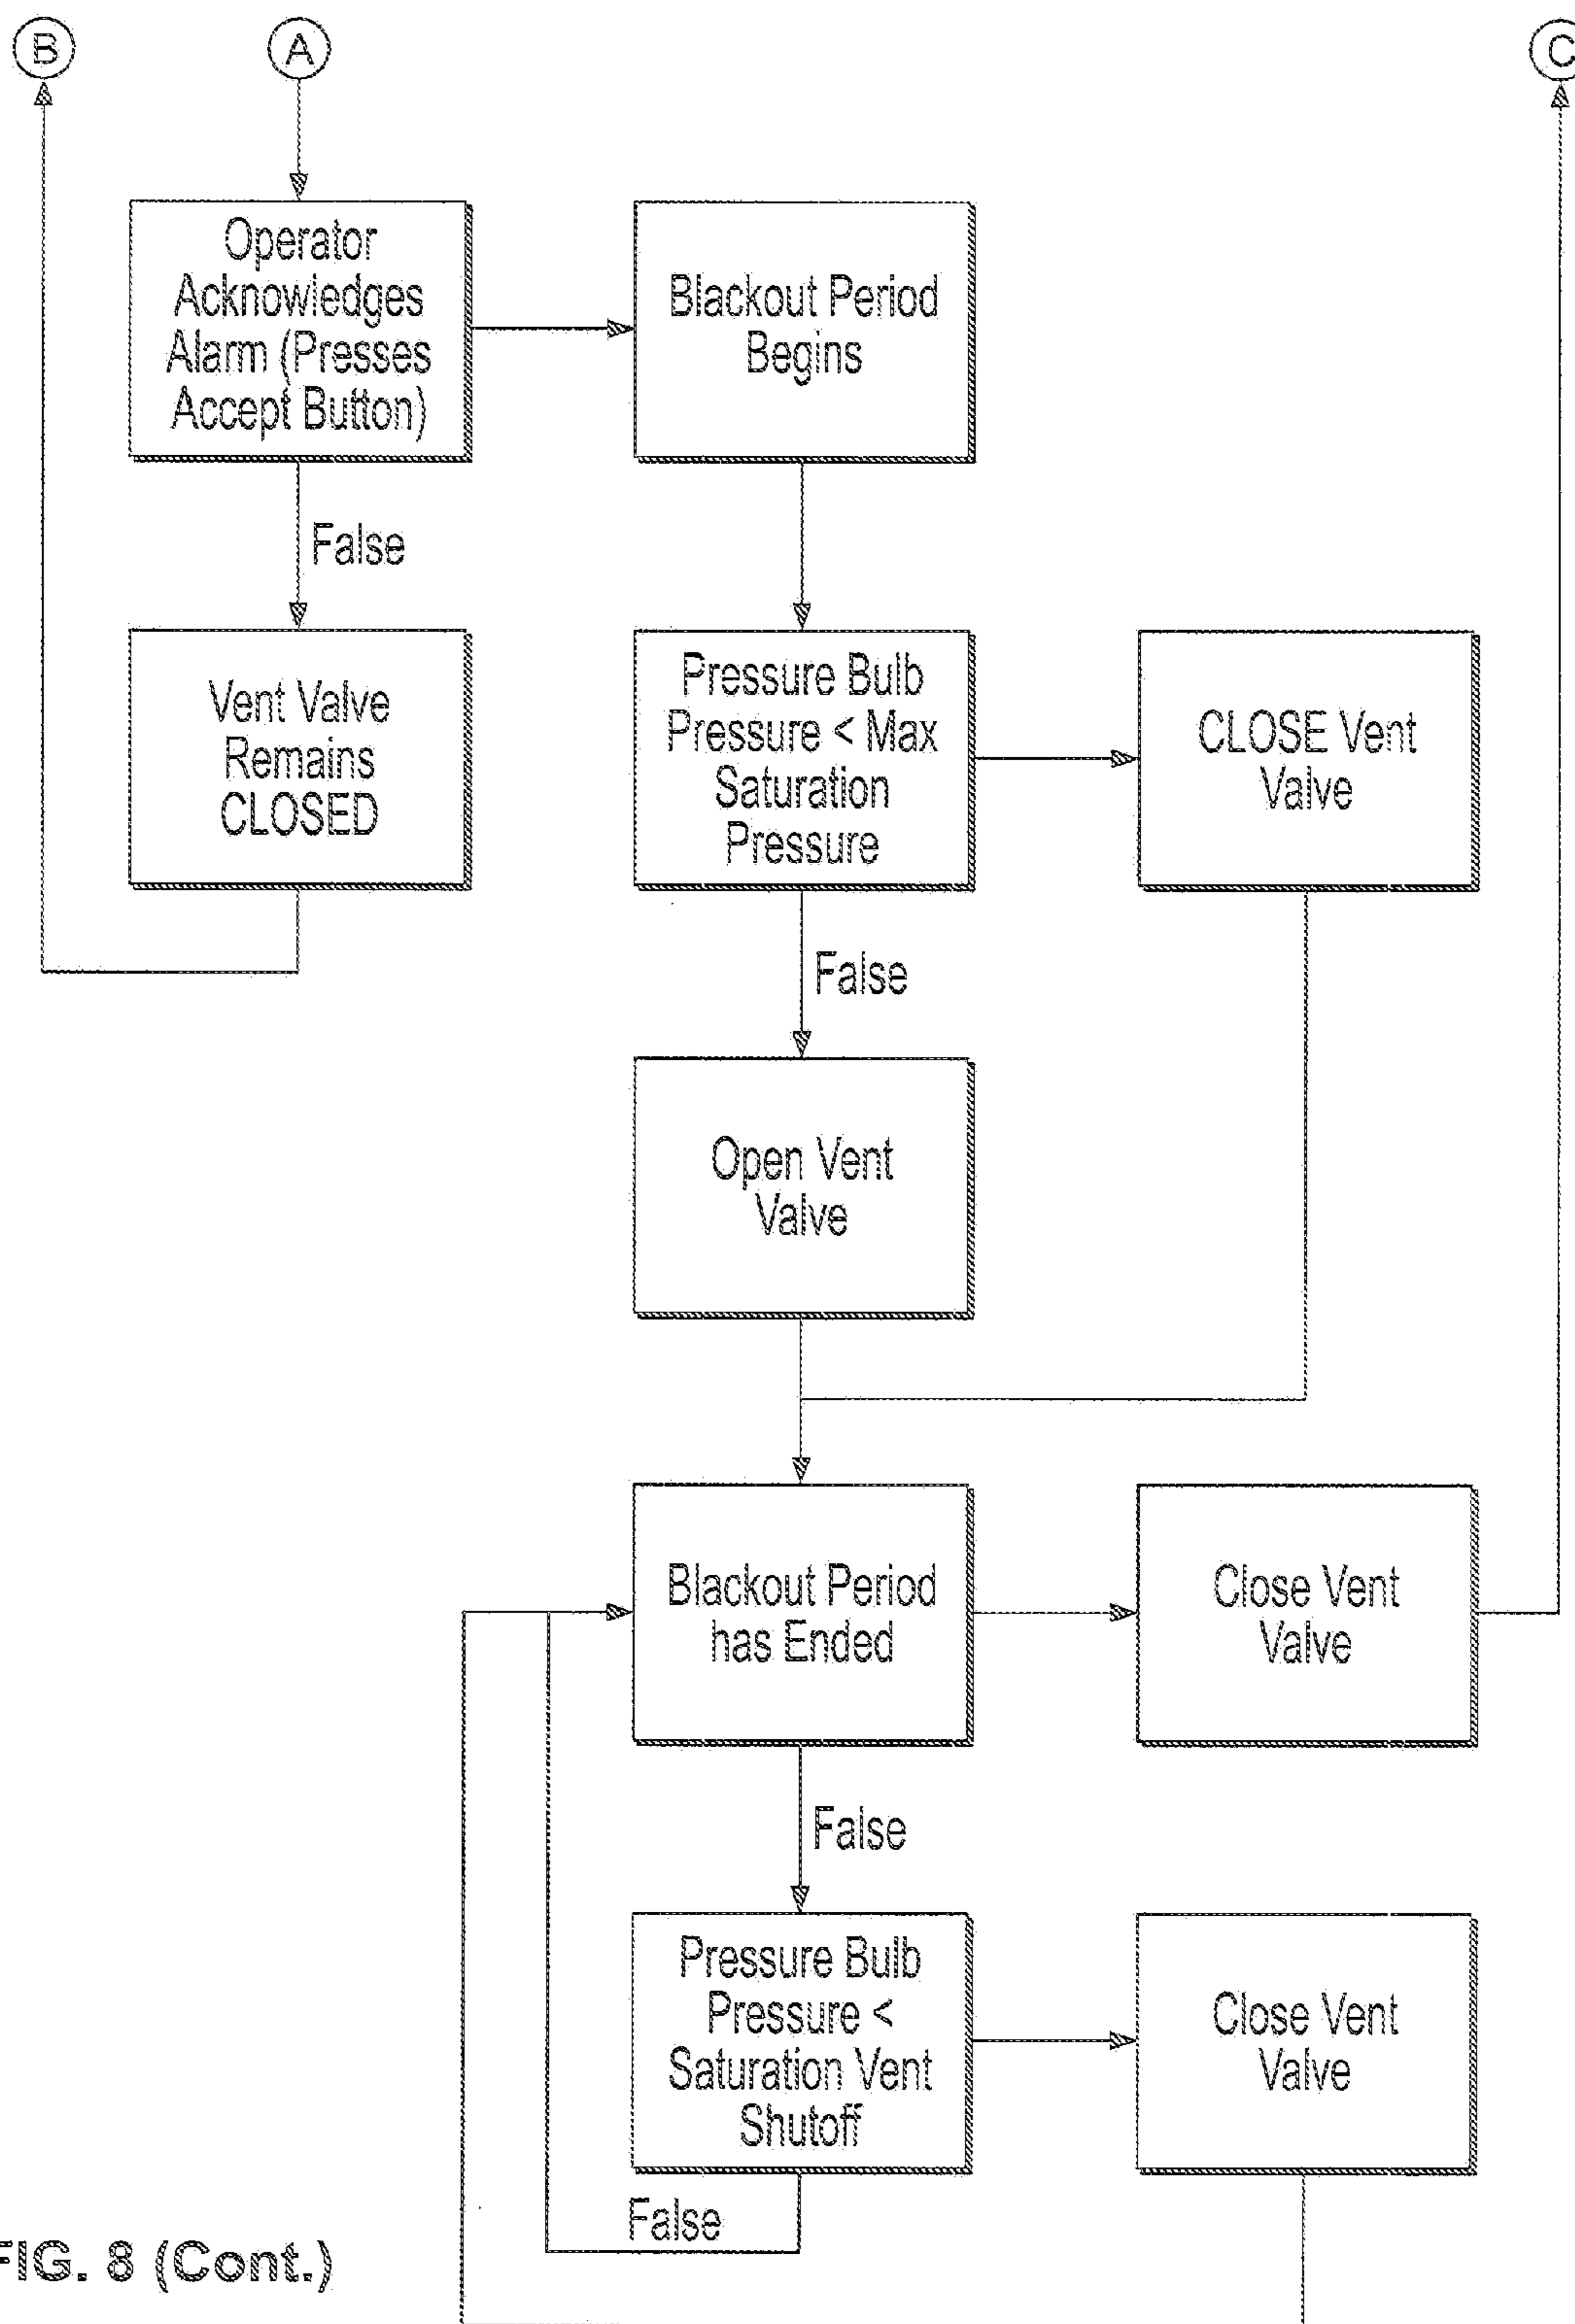 B
A
C
Operator
Acknowledges
Alarm (Presses
Accept Button)
Blackout Period
Begins
False
Vent Valve
Remains
CLOSED
Pressure Bulb
Pressure < Max
Saturation
Pressure
CLOSE Vent
Valve
False
Open Vent
Valve
Blackout Period
has Ended
Close Vent
Valve
False
Pressure Bulb
Pressure <
Saturation Vent
Shutoff
Close Vent
Valve
False
FIG. 8 (Cont.)